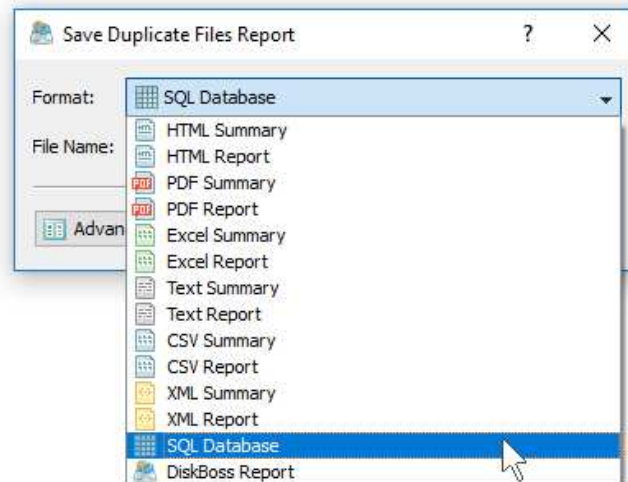 Save Duplicate Files Report ?
Format: SQL Database
File Name:
Advan
HTML Summary
HTML Report
PDF Summary
PDF Report
Excel Summary
Excel Report
Text Summary
Text Report
CSV Summary
CSV Report
XML Summary
XML Report
SQL Database
DiskBoss Report